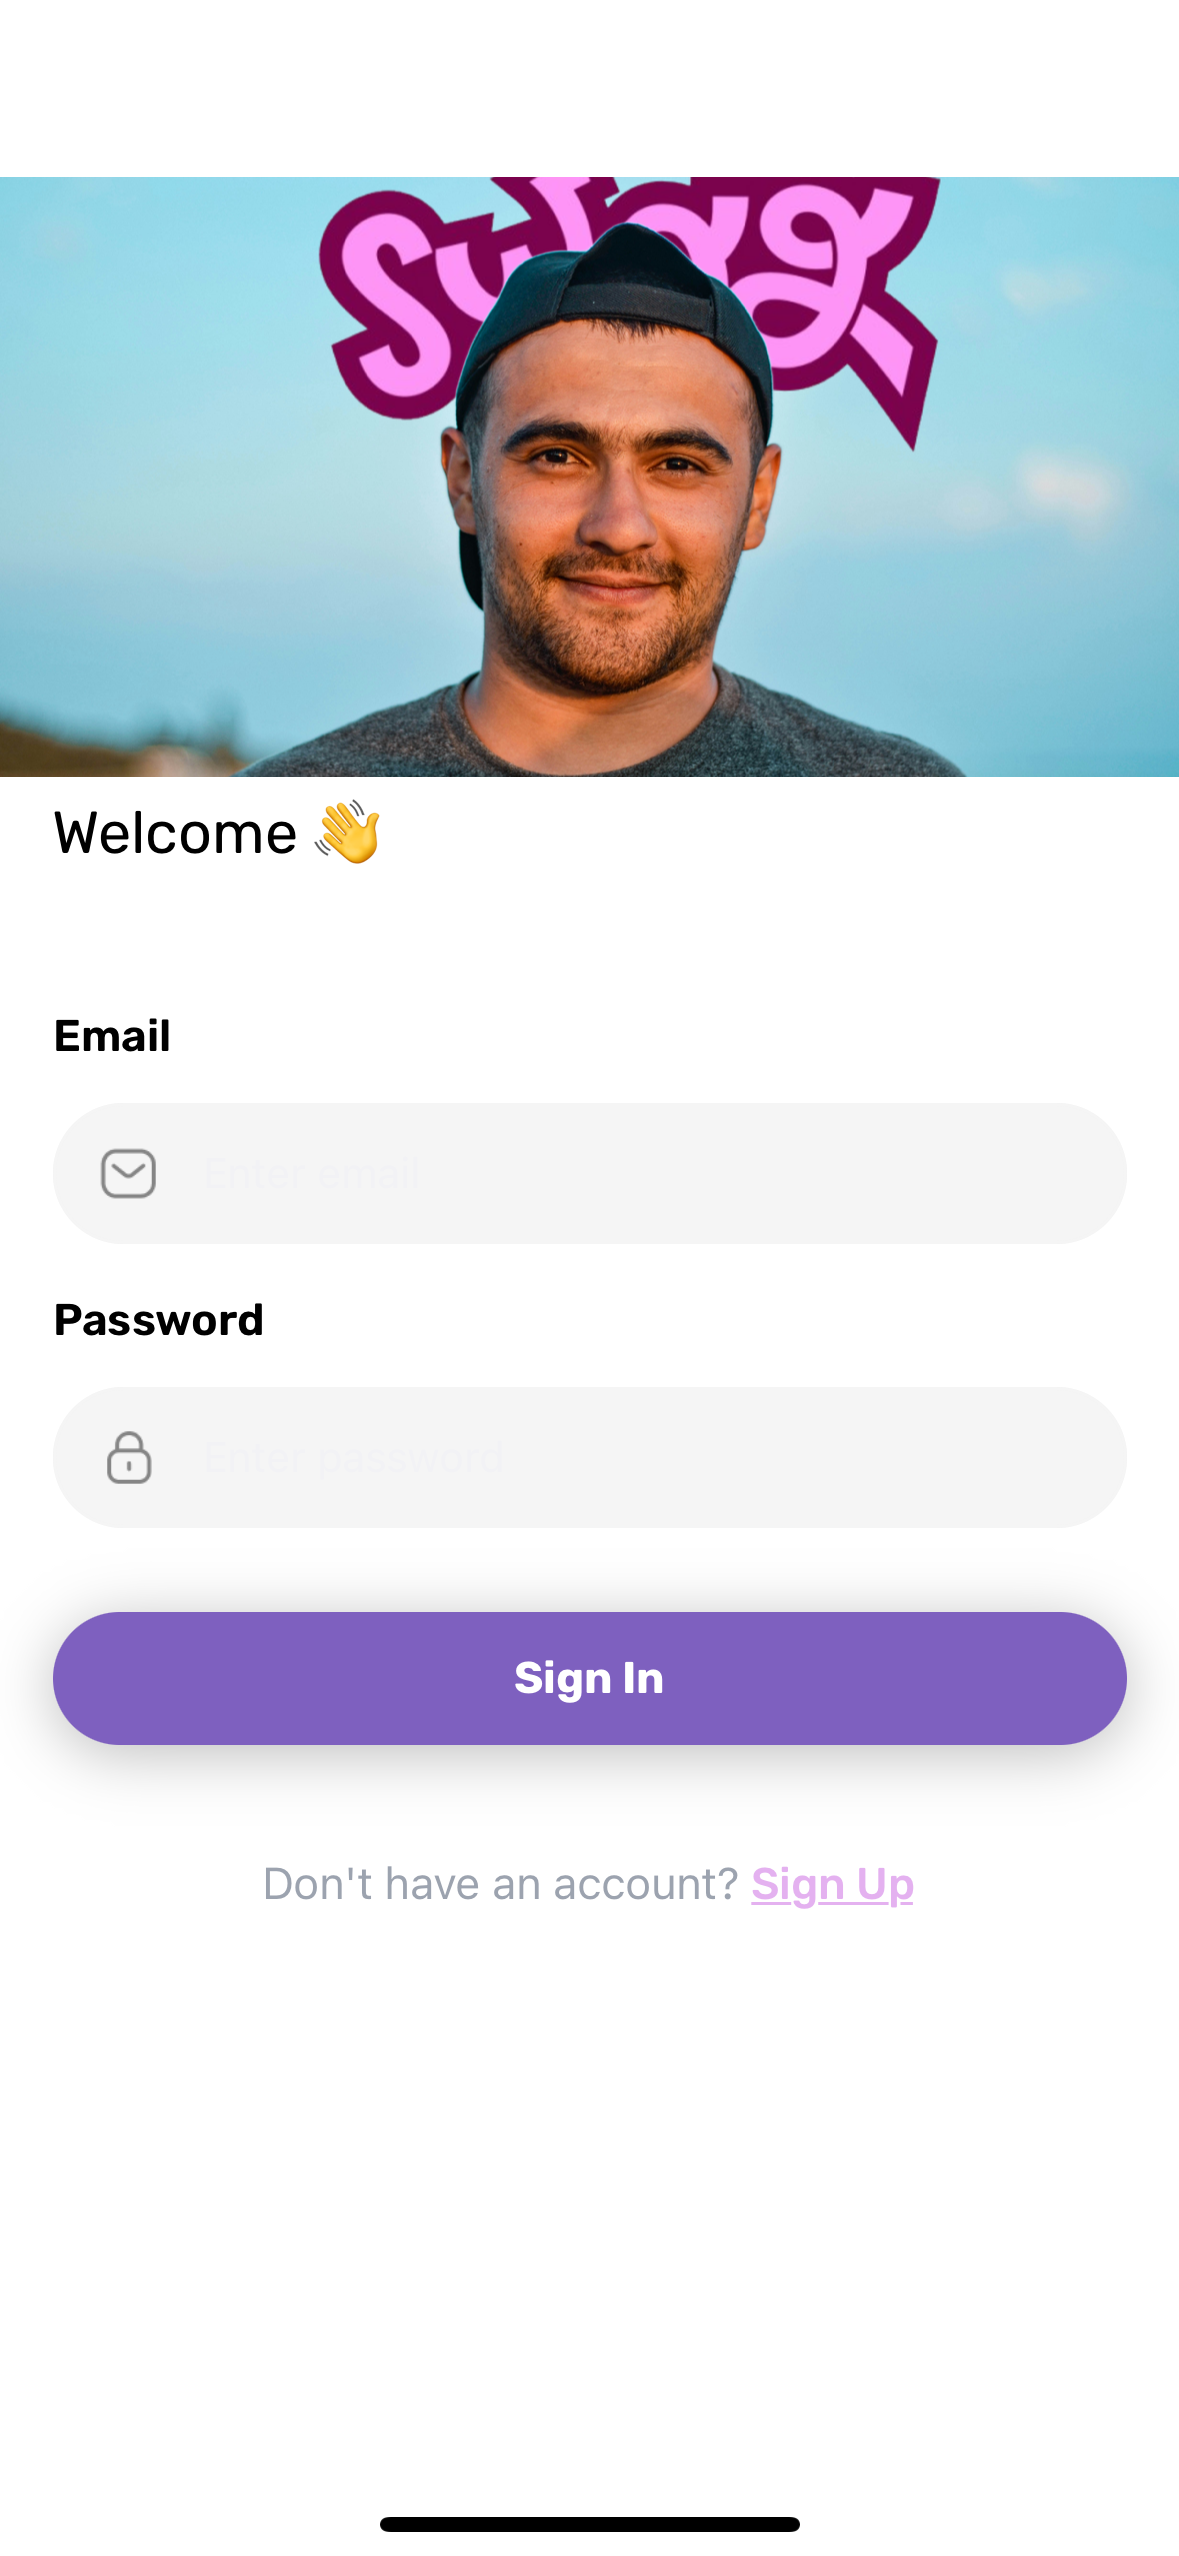 swag
Welcome 👋
Email
Enter email
Password
Enter password
Sign In
Don't have an account? Sign Up